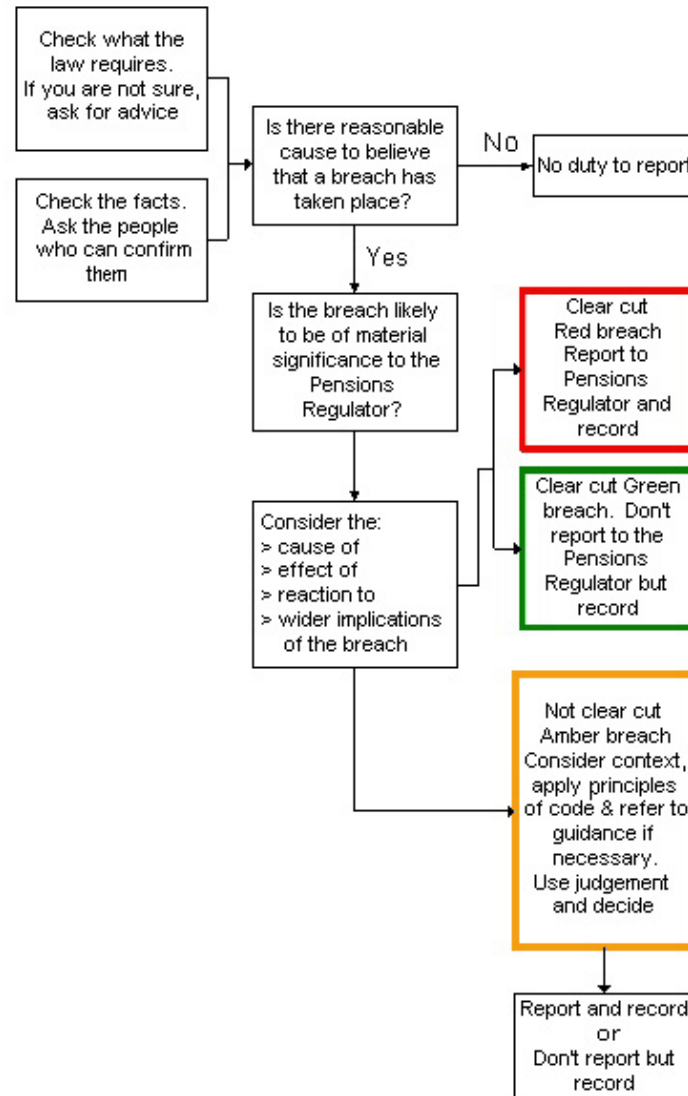 Check what the
law requires.
If you are not sure,
ask for advice
Check the facts.
Ask the people
who can confirm
them
Is there reasonable
cause to believe
that a breach has
taken place?
No
No duty to report
Yes
Is the breach likely
to be of material
significance to the
Pensions
Regulator?
Clear cut
Red breach
Report to
Pensions
Regulator and
record
Clear cut Green
breach. Don't
report to the
Pensions
Regulator but
record
Consider the:
> cause of
> effect of
> reaction to
> wider implications
of the breach
Not clear cut
Amber breach
Consider context,
apply principles
of code & refer to
guidance if
necessary.
Use judgement
and decide
Report and record
or
Don't report but
record